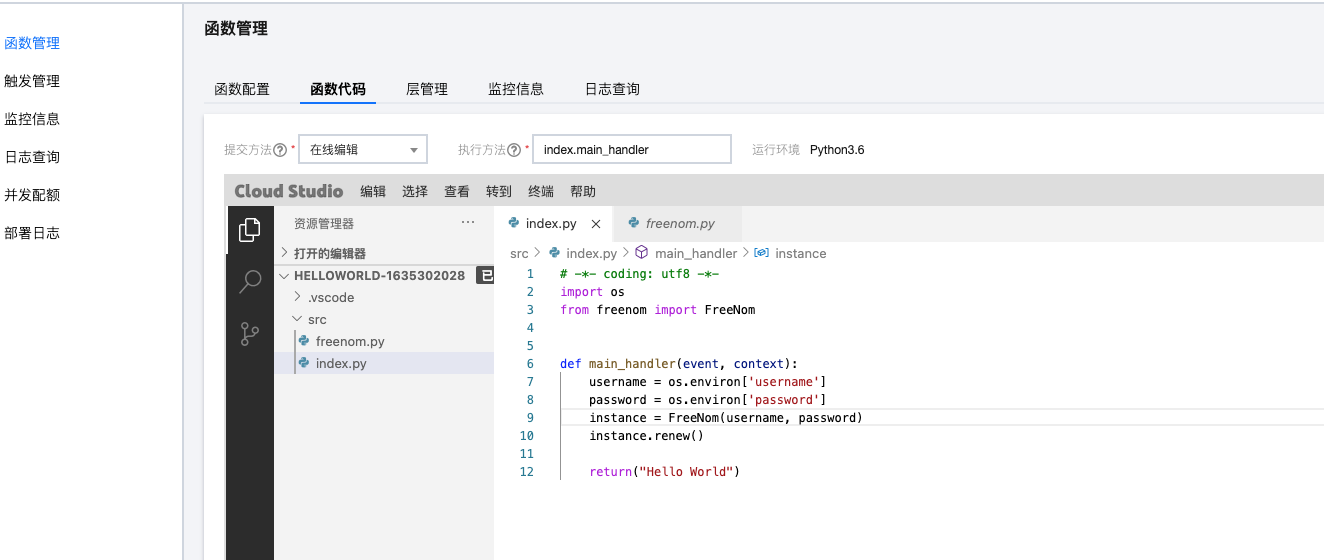 函数管理
函数管理
触发管理
监控信息
日志查询
并发配额
部署日志
函数配置 函数代码 层管理 监控信息 日志查询
提交方法 * 在线编辑 执行方法 * index.main_handler 运行环境 Python3.6
Cloud Studio 编辑 选择 查看 转到 终端 帮助
资源管理器 ...
打开的编辑器
HELLOWORLD-1635302028
.vscode
src
freenom.py
index.py
index.py freenom.py
src > index.py > main_handler > instance
1 # -*- coding: utf8 -*-
2 import os
3 from freenom import FreeNom
4
5
6 def main_handler(event, context):
7 username = os.environ['username']
8 password = os.environ['password']
9 instance = FreeNom(username, password)
10 instance.renew()
11
12 return("Hello World")